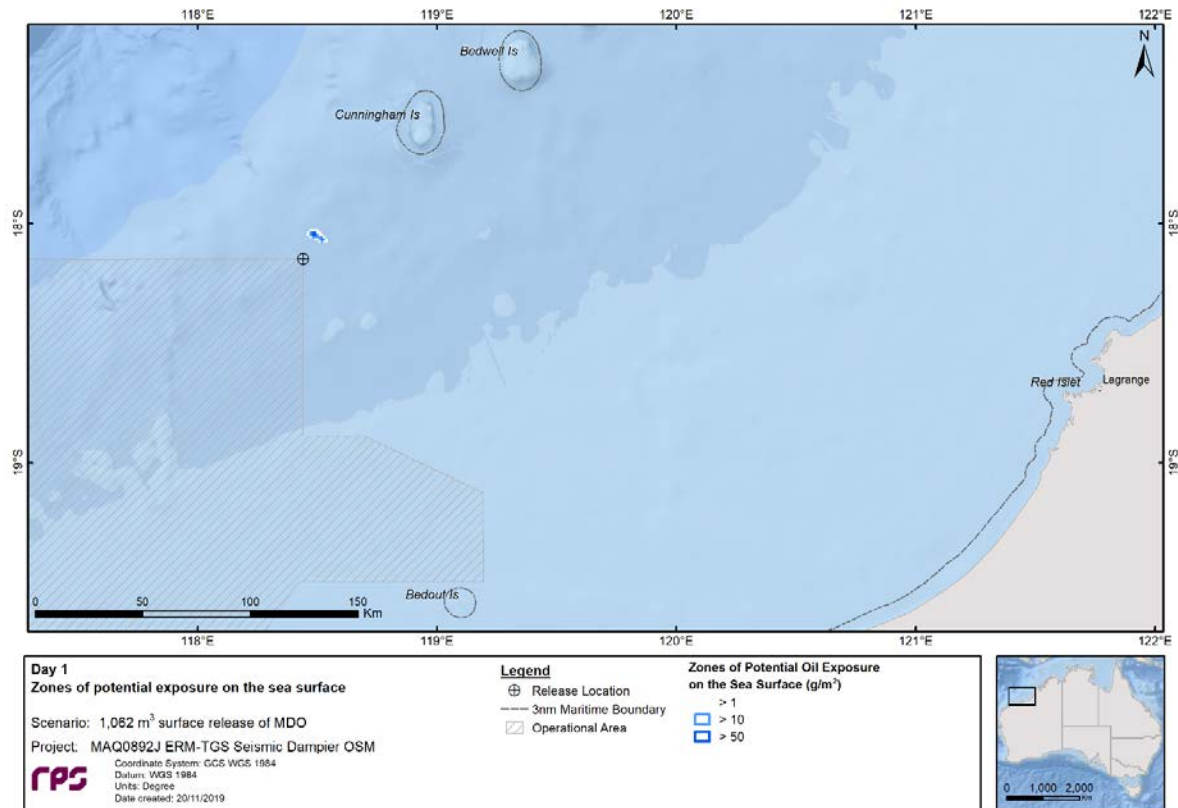 118°E 119°E 120°E 121°E 122°E
N
Bedwell Is
Cunningham Is
18°S 18°S
Red Islet Lagrange
19°S 19°S
Bedout Is
0 50 100 150
Km
118°E 119°E 120°E 121°E 122°E
Day 1
Zones of potential exposure on the sea surface
Scenario: 1,062 m³ surface release of MDO
Project: MAQ0892J ERM-TGS Seismic Dampier OSM
rps
Coordinate System: GCS WGS 1984
Datum: WGS 1984
Units: Degree
Date created: 20/11/2019
Legend
Release Location
3nm Maritime Boundary
Operational Area
Zones of Potential Oil Exposure
on the Sea Surface (g/m²)
> 1
> 10
> 50
0 1,000 2,000
Km